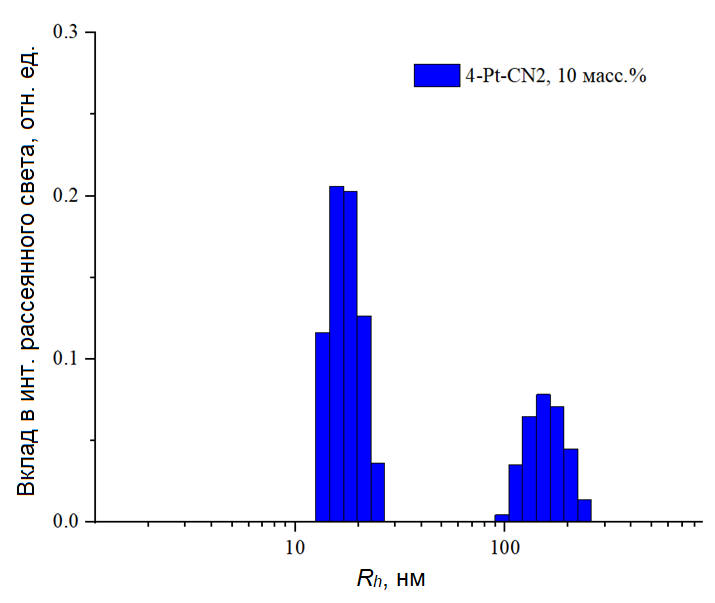 0.3
4-Pt-CN2, 10 масс.%
0.2
0.1
0.0
Вклад в инт. рассеянного света, отн. ед.
10
100
Rh, нм